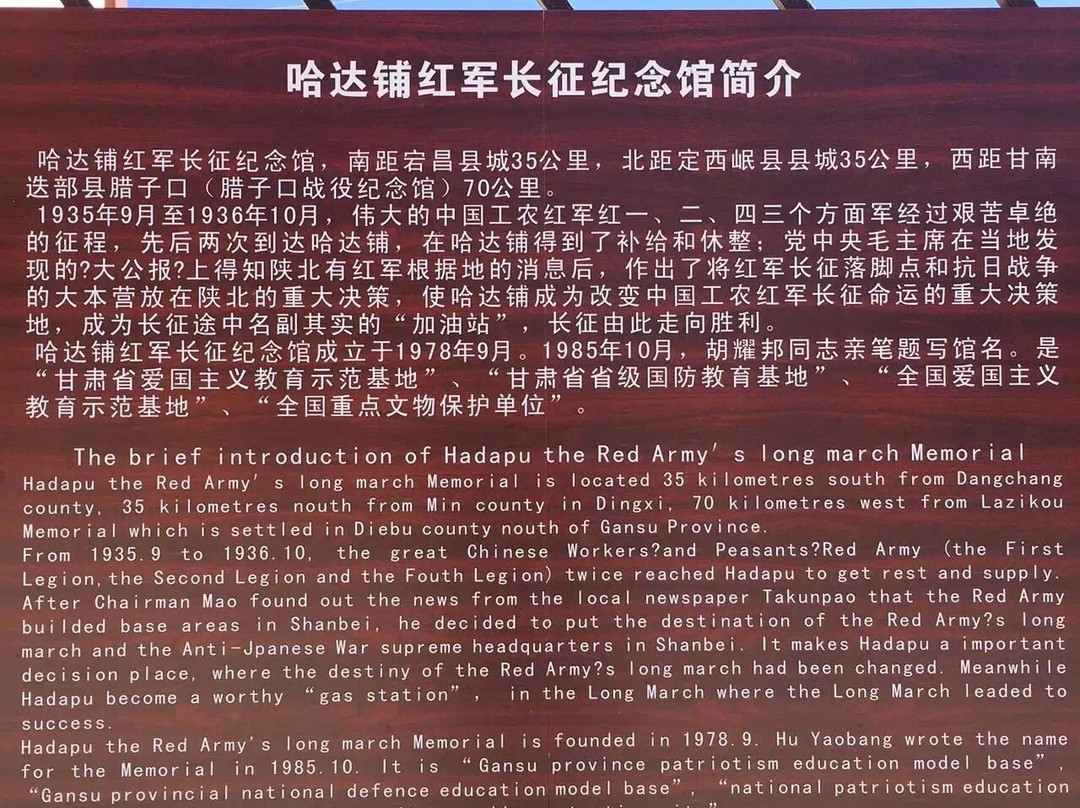 哈达铺红军长征纪念馆简介
哈达铺红军长征纪念馆，南距宕昌县城35公里，北距定西岷县县城35公里，西距甘南
迭部县腊子口（腊子口战役纪念馆）70公里。
1935年9月至1936年10月，伟大的中国工农红军红一、二、四三个方面军经过艰苦卓绝
的征程，先后两次到达哈达铺，在哈达铺得到了补给和休整；党中央毛主席在当地发
现的?大公报?上得知陕北有红军根据地的消息后，作出了将红军长征落脚点和抗日战争
的大本营放在陕北的重大决策，使哈达铺成为改变中国工农红军长征命运的重大决策
地，成为长征途中名副其实的“加油站”，长征由此走向胜利。
哈达铺红军长征纪念馆成立于1978年9月。1985年10月，胡耀邦同志亲笔题写馆名。是
“甘肃省爱国主义教育示范基地”、“甘肃省省级国防教育基地”、“全国爱国主义
教育示范基地”、“全国重点文物保护单位”。
The brief introduction of Hadapu the Red Army's long march Memorial
Hadapu the Red Army's long march Memorial is located 35 kilometres south from Dangchang
county, 35 kilometres nouth from Min county in Dingxi, 70 kilometres west from Lazikou
Memorial which is settled in Diebu county nouth of Gansu Province.
From 1935.9 to 1936.10, the great Chinese Workers?and Peasants?Red Army (the First
Legion, the Second Legion and the Fouth Legion) twice reached Hadapu to get rest and supply.
After Chairman Mao found out the news from the local newspaper Takunpao that the Red Army
builded base areas in Shanbei, he decided to put the destination of the Red Army?s long
march and the Anti-Jpanese War supreme headquarters in Shanbei. It makes Hadapu a important
decision place, where the destiny of the Red Army?s long march had been changed. Meanwhile
Hadapu become a worthy “gas station”, in the Long March where the Long March leaded to
success.
Hadapu the Red Army's long march Memorial is founded in 1978.9. Hu Yaobang wrote the name
for the Memorial in 1985.10. It is “Gansu province patriotism education model base”,
“Gansu provincial national defence education model base”, “national patriotism education